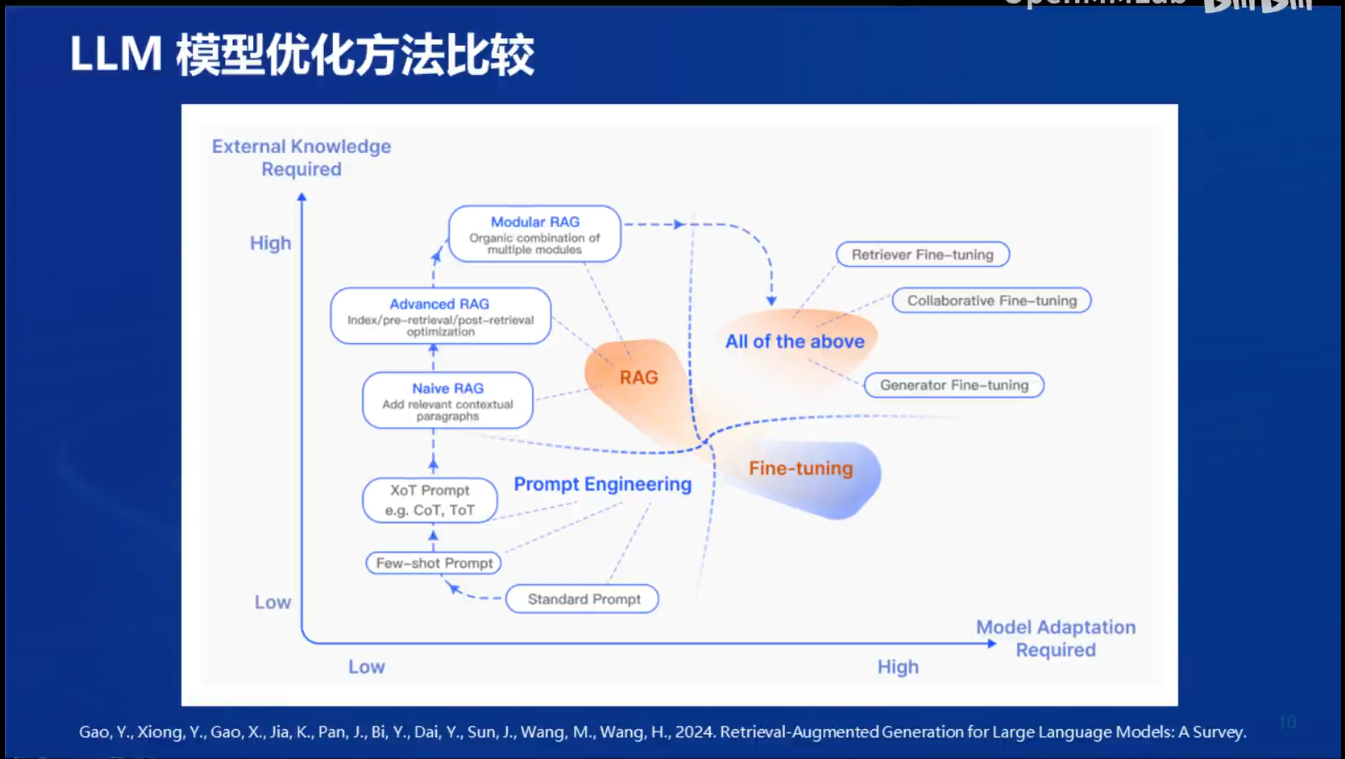 LLM 模型优化方法比较
External Knowledge
Required
High
Low
Modular RAG
Organic combination of
multiple modules
Advanced RAG
Index/pre-retrieval/post-retrieval
optimization
Naive RAG
Add relevant contextual
paragraphs
XoT Prompt
e.g. CoT, ToT
Few-shot Prompt
Standard Prompt
RAG
Prompt Engineering
All of the above
Fine-tuning
Retriever Fine-tuning
Collaborative Fine-tuning
Generator Fine-tuning
Model Adaptation
Required
Low
High
Gao, Y., Xiong, Y., Gao, X., Jia, K., Pan, J., Bi, Y., Dai, Y., Sun, J., Wang, M., Wang, H., 2024. Retrieval-Augmented Generation for Large Language Models: A Survey.
10